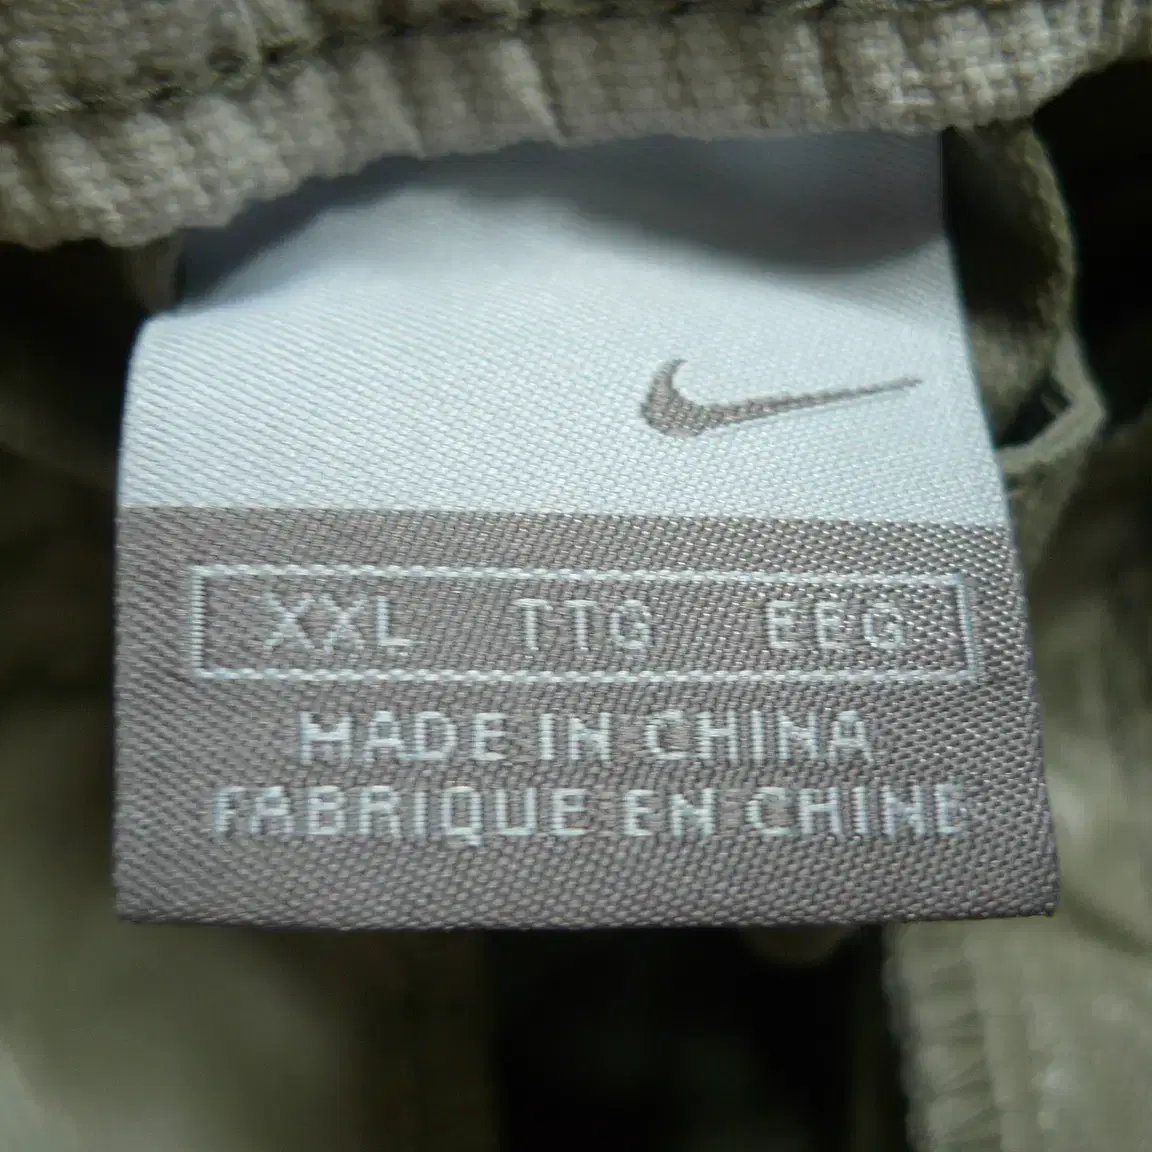 XXL TTG EEG
MADE IN CHINA
FABRIQUE EN CHINE